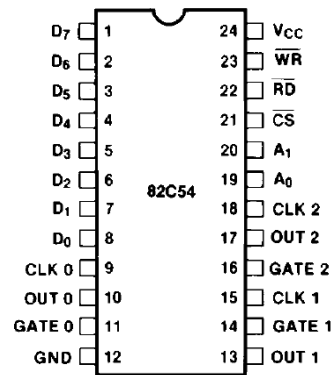 D7 1 24 VCC
D6 2 23 WR
D5 3 22 RD
D4 4 21 CS
D3 5 20 A1
D2 6 19 A0
82C54
D1 7 18 CLK 2
D0 8 17 OUT 2
CLK 0 9 16 GATE 2
OUT 0 10 15 CLK 1
GATE 0 11 14 GATE 1
GND 12 13 OUT 1